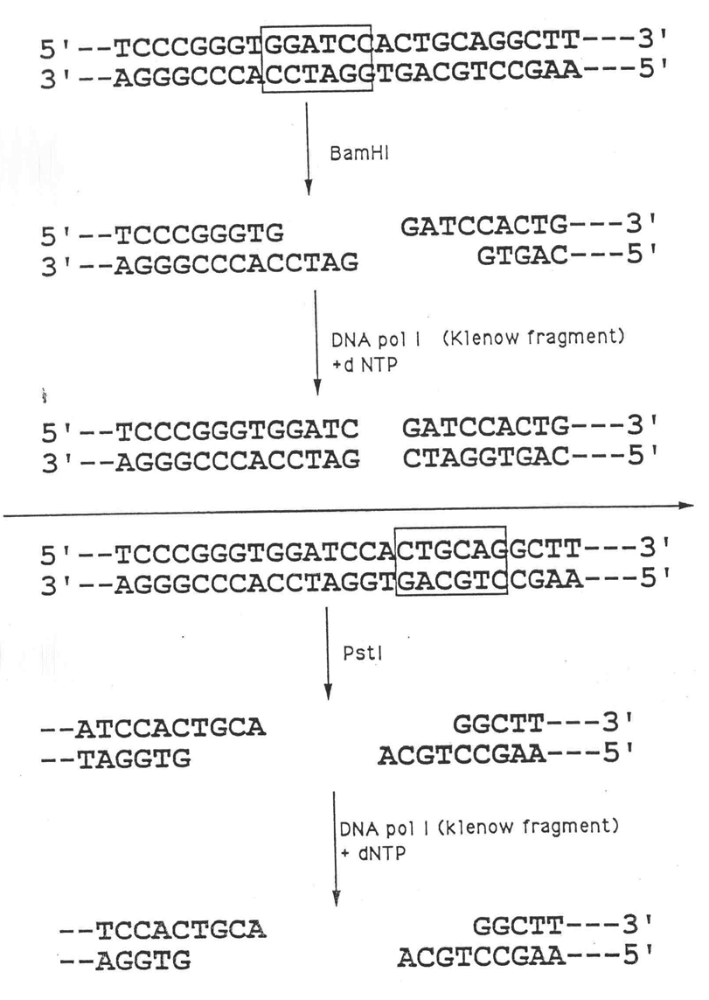 5'--TCCCGGGTGGATCCACTGCAGGCTT---3'
3'--AGGGCCCACCTAGGTGACGTCCGAA---5'
BamHI
5'--TCCCGGGTG GATCCACTG---3'
3'--AGGGCCCACCTAG GTGAC---5'
DNA pol I (Klenow fragment)
+d NTP
5'--TCCCGGGTGGATC GATCCACTG---3'
3'--AGGGCCCACCTAG CTAGGTGAC---5'
5'--TCCCGGGTGGATCCACTGCAGGCTT---3'
3'--AGGGCCCACCTAGGTGACGTCCGAA---5'
PstI
--ATCCACTGCA GGCTT---3'
--TAGGTG ACGTCCGAA---5'
DNA pol I (klenow fragment)
+ dNTP
--TCCACTGCA GGCTT---3'
--AGGTG ACGTCCGAA---5'